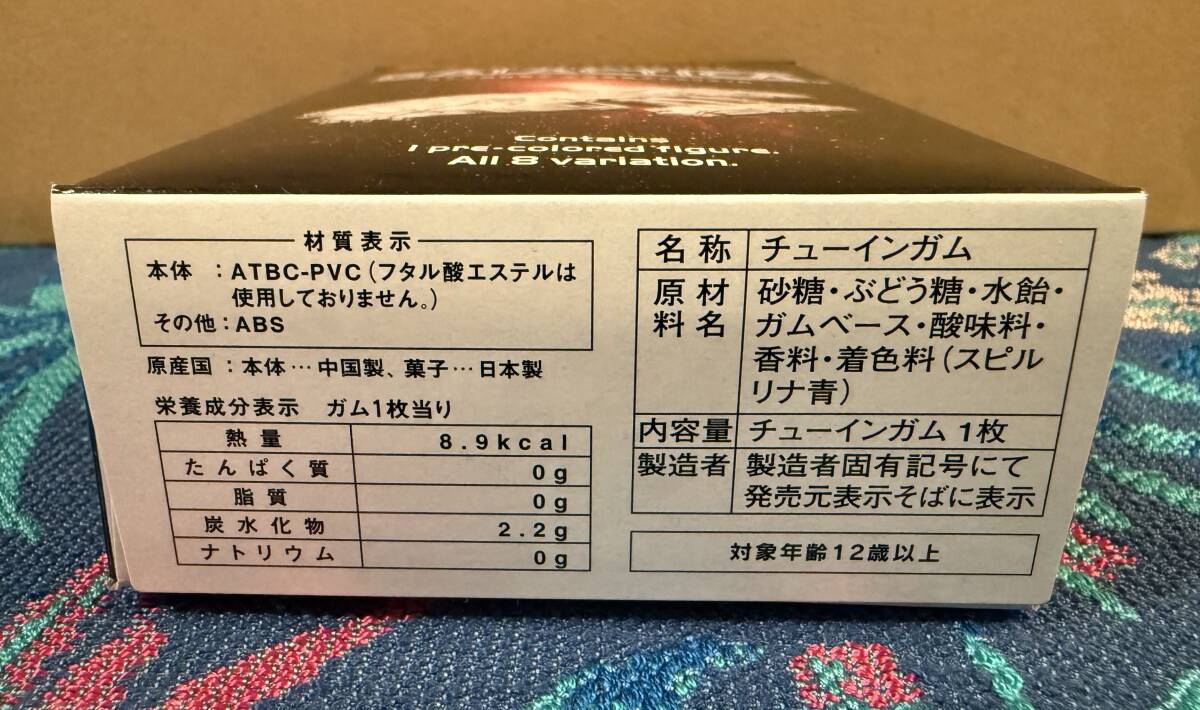 Contains
1 pre-colored figure.
All 8 variation.
材質表示
本体 : ATBC-PVC(フタル酸エステルは
使用しておりません。)
その他 : ABS
原産国 : 本体…中国製、菓子…日本製
栄養成分表示 ガム1枚当り
熱量 8.9kcal
たんぱく質 0g
脂質 0g
炭水化物 2.2g
ナトリウム 0g
名称 チューインガム
原材料名 砂糖・ぶどう糖・水飴・
ガムベース・酸味料・
香料・着色料(スピル
リナ青)
内容量 チューインガム 1枚
製造者 製造者固有記号にて
発売元表示そばに表示
対象年齢12歳以上